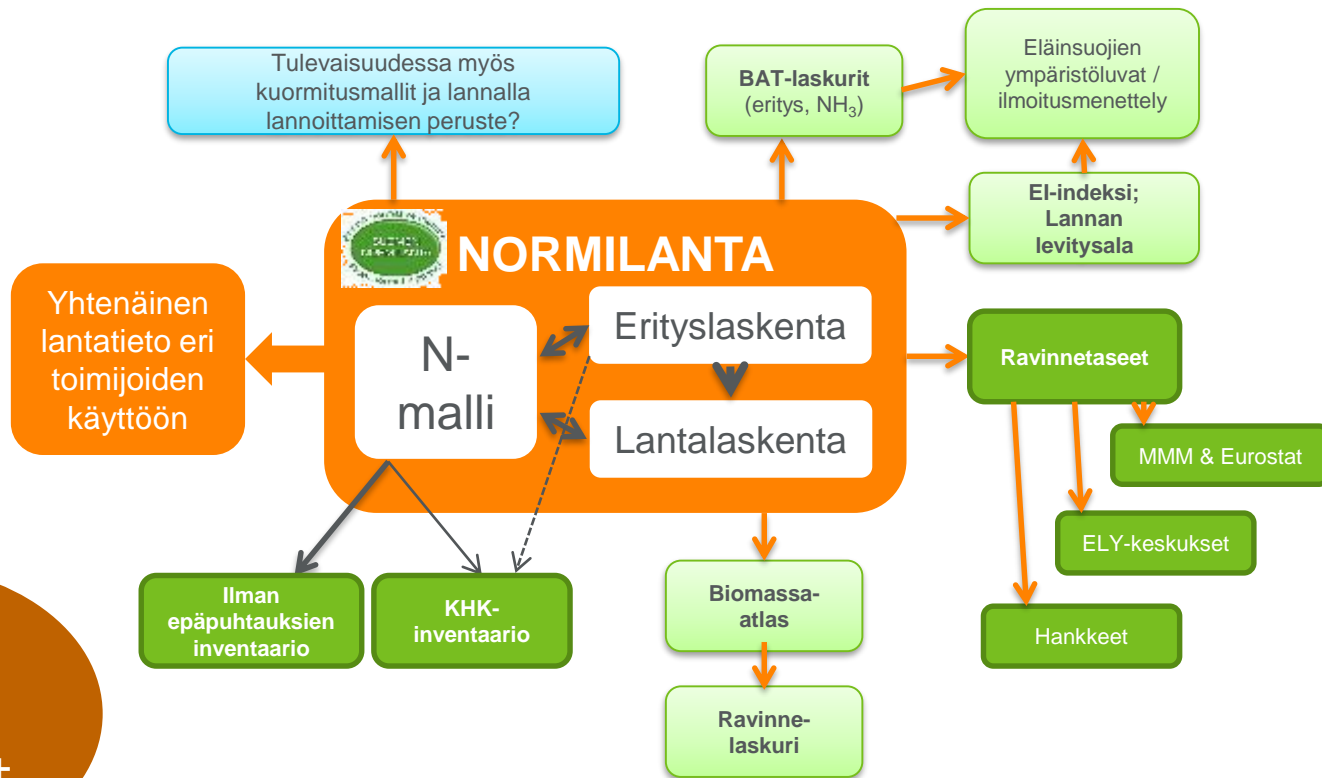 Tulevaisuudessa myös
kuormitusmallit ja lannalla
lannoittamisen peruste?
BAT-laskurit
(eritys, NH₃)
Eläinsuojien
ympäristöluvat /
ilmoitusmenettely
EI-indeksi;
Lannan
levitysala
NORMILANTA
Yhtenäinen
lantatieto eri
toimijoiden
käyttöön
N-
malli
Erityslaskenta
Lantalaskenta
Ravinnetaseet
MMM & Eurostat
ELY-keskukset
Hankkeet
Ilman
epäpuhtauksien
inventaario
KHK-
inventaario
Biomassa-
atlas
Ravinne-
laskuri